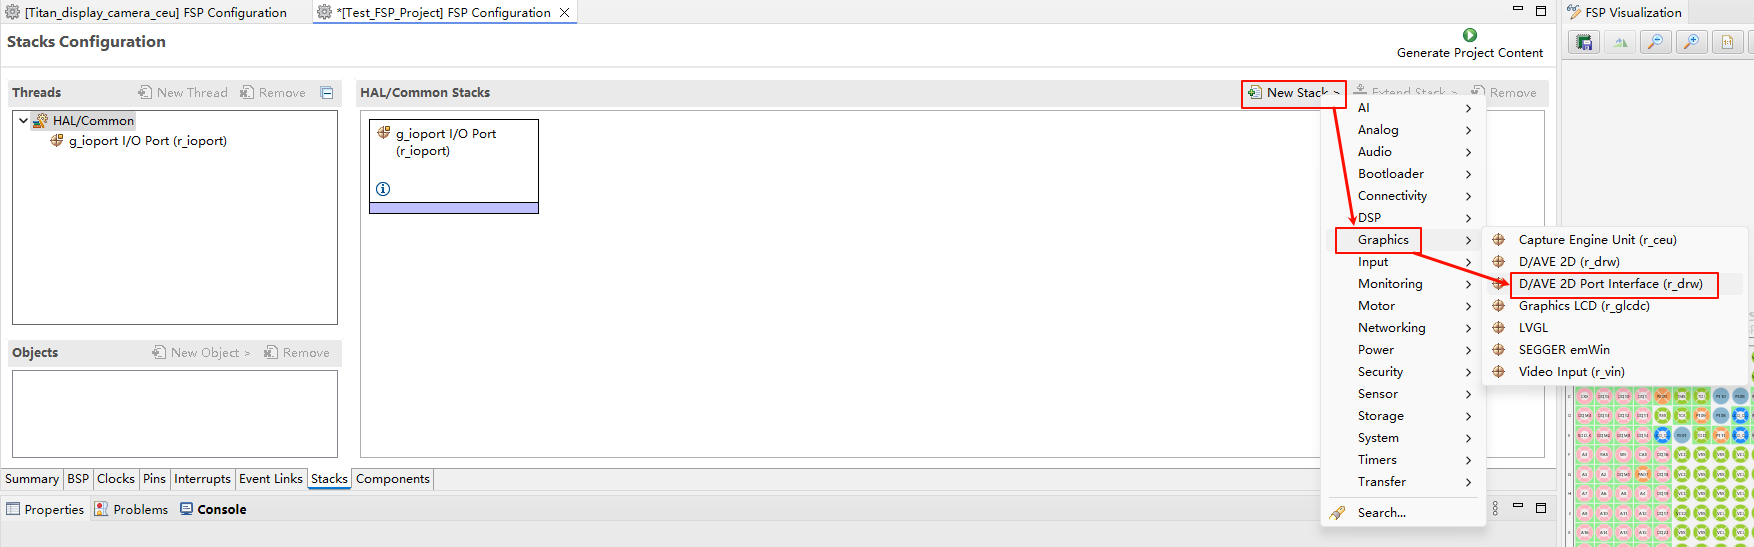 [Titan_display_camera_ceu] FSP Configuration
*[Test_FSP_Project] FSP Configuration
FSP Visualization
Stacks Configuration
Generate Project Content
Threads
New Thread
Remove
HAL/Common
g_ioport I/O Port (r_ioport)
HAL/Common Stacks
New Stack >
Extend Stack >
Remove
g_ioport I/O Port
(r_ioport)
AI
Analog
Audio
Bootloader
Connectivity
DSP
Graphics
Input
Monitoring
Motor
Networking
Power
Security
Sensor
Storage
System
Timers
Transfer
Search...
Capture Engine Unit (r_ceu)
D/AVE 2D (r_drw)
D/AVE 2D Port Interface (r_drw)
Graphics LCD (r_glcdc)
LVGL
SEGGER emWin
Video Input (r_vin)
Objects
New Object >
Remove
Summary
BSP
Clocks
Pins
Interrupts
Event Links
Stacks
Components
Properties
Problems
Console